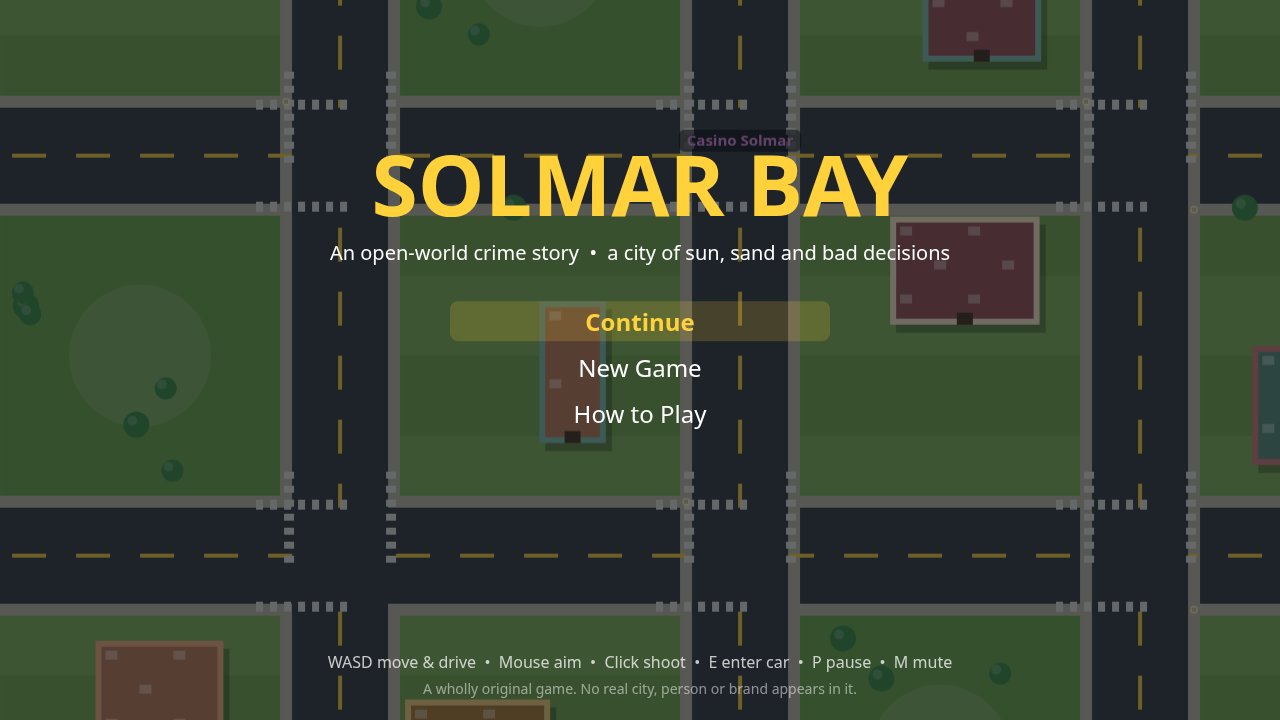 Casino Solmar
SOLMAR BAY
An open-world crime story • a city of sun, sand and bad decisions
Continue
New Game
How to Play
WASD move & drive • Mouse aim • Click shoot • E enter car • P pause • M mute
A wholly original game. No real city, person or brand appears in it.